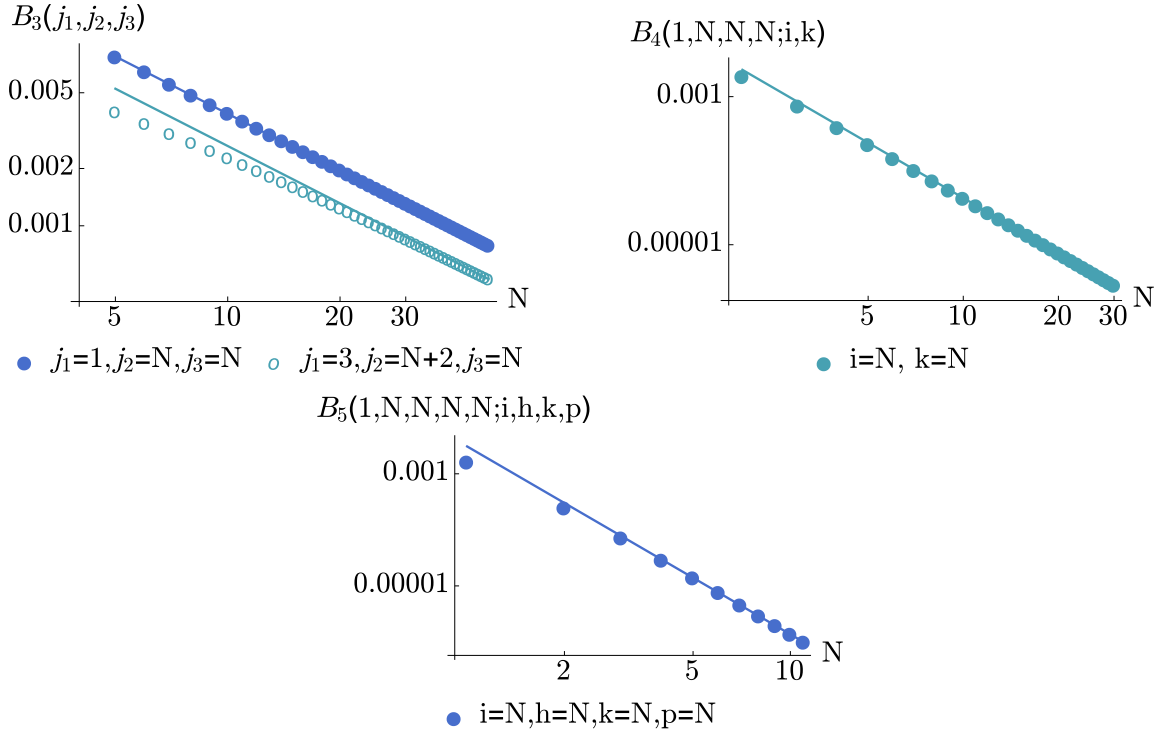 B₃(j₁,j₂,j₃)
0.005
0.002
0.001
5 10 20 30 N
j₁=1,j₂=N,j₃=N
j₁=3,j₂=N+2,j₃=N
B₄(1,N,N,N;i,k)
0.001
0.00001
5 10 20 30 N
i=N, k=N
B₅(1,N,N,N,N;i,h,k,p)
0.001
0.00001
2 5 10 N
i=N,h=N,k=N,p=N